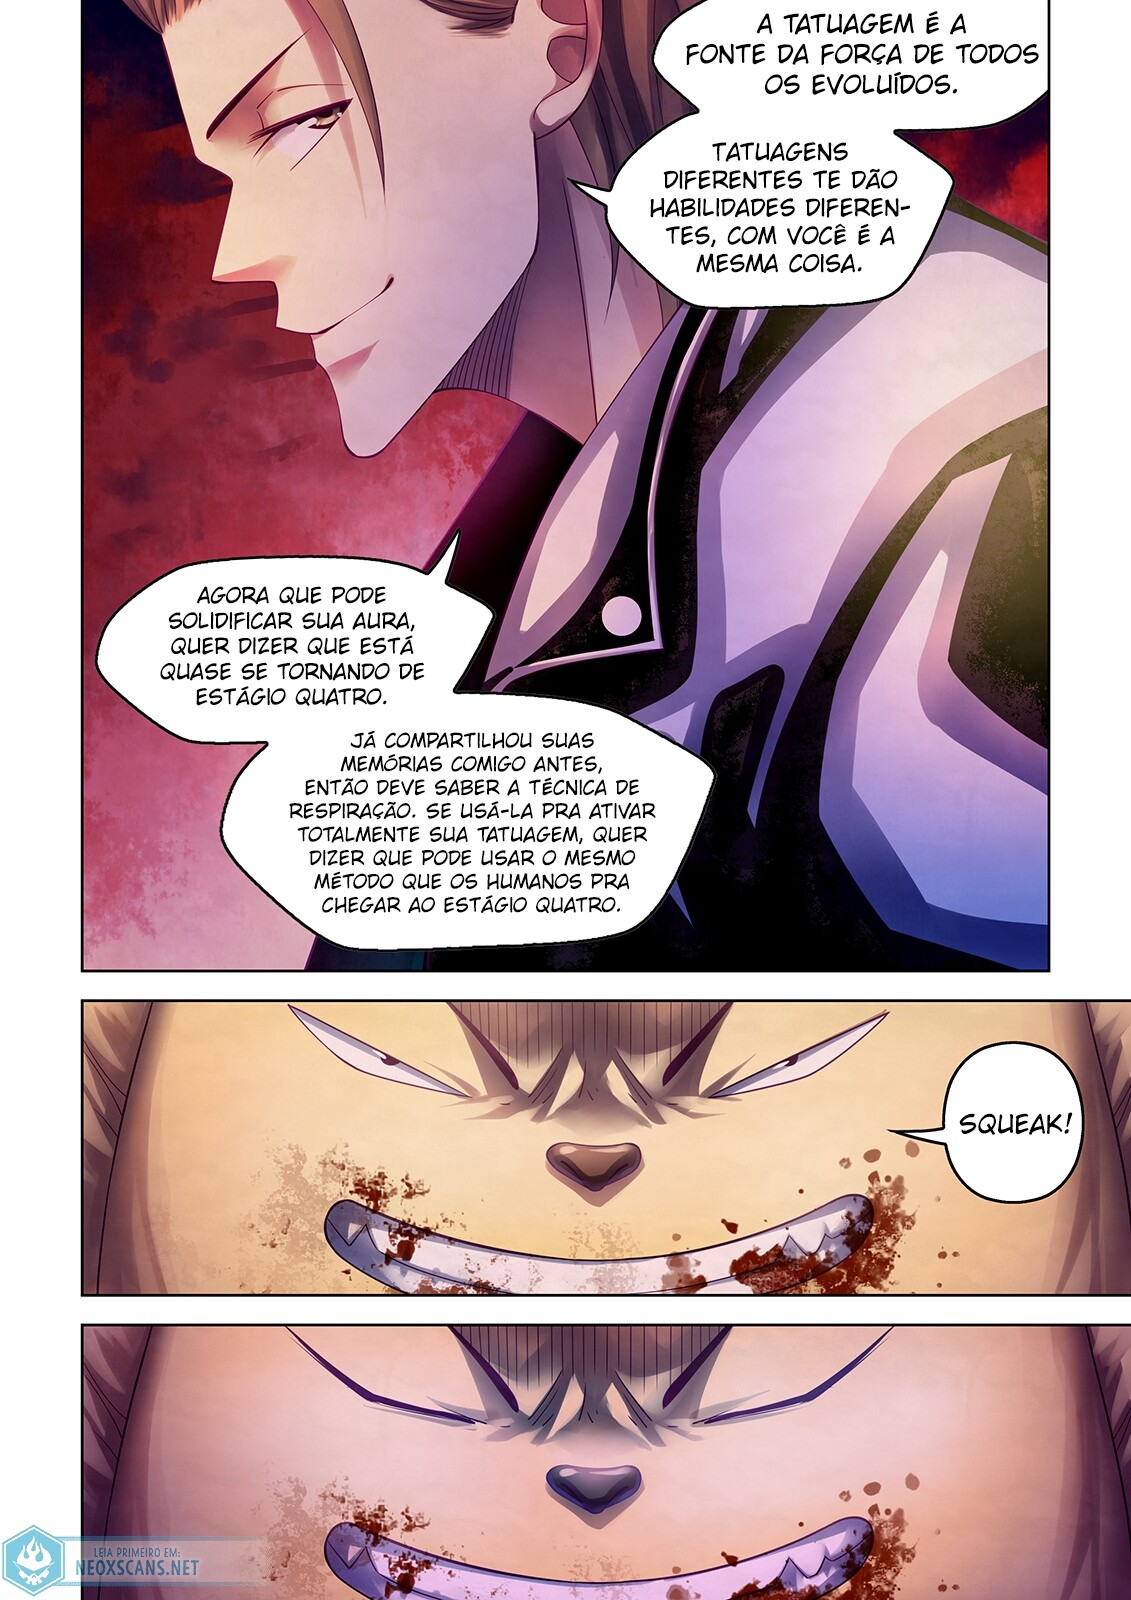 A TATUAGEM É A
FONTE DA FORÇA DE TODOS
OS EVOLUÍDOS.
TATUAGENS
DIFERENTES TE DÃO
HABILIDADES DIFEREN-
TES, COM VOCÊ É A
MESMA COISA.
AGORA QUE PODE
SOLIDIFICAR SUA AURA,
QUER DIZER QUE ESTÁ
QUASE SE TORNANDO DE
ESTÁGIO QUATRO.
JÁ COMPARTILHOU SUAS
MEMÓRIAS COMIGO ANTES,
ENTÃO DEVE SABER A TÉCNICA DE
RESPIRAÇÃO. SE USÁ-LA PRA ATIVAR
TOTALMENTE SUA TATUAGEM, QUER
DIZER QUE PODE USAR O MESMO
MÉTODO QUE OS HUMANOS PRA
CHEGAR AO ESTÁGIO QUATRO.
SQUEAK!
LEIA PRIMEIRO EM:
NEOXSCANS.NET